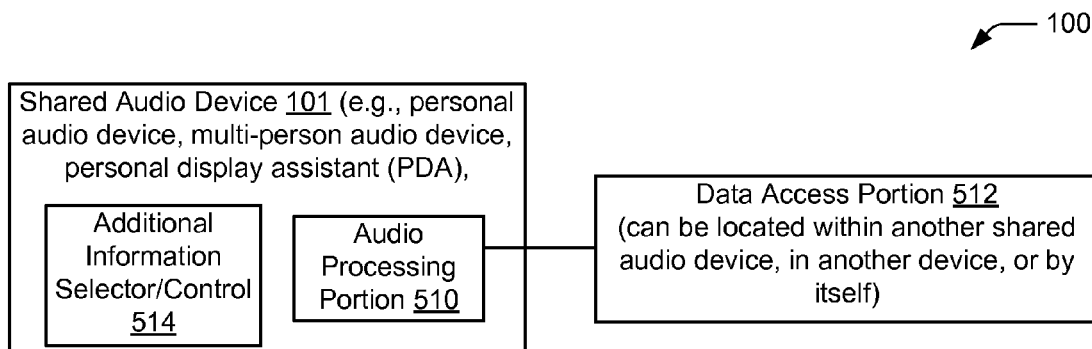 100
Shared Audio Device 101 (e.g., personal
audio device, multi-person audio device,
personal display assistant (PDA),
Additional
Information
Selector/Control
514
Audio
Processing
Portion 510
Data Access Portion 512
(can be located within another shared
audio device, in another device, or by
itself)